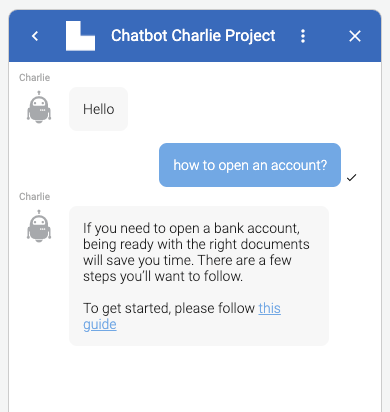 Chatbot Charlie Project
Charlie
Hello
how to open an account?
Charlie
If you need to open a bank account,
being ready with the right documents
will save you time. There are a few
steps you'll want to follow.
To get started, please follow this
guide